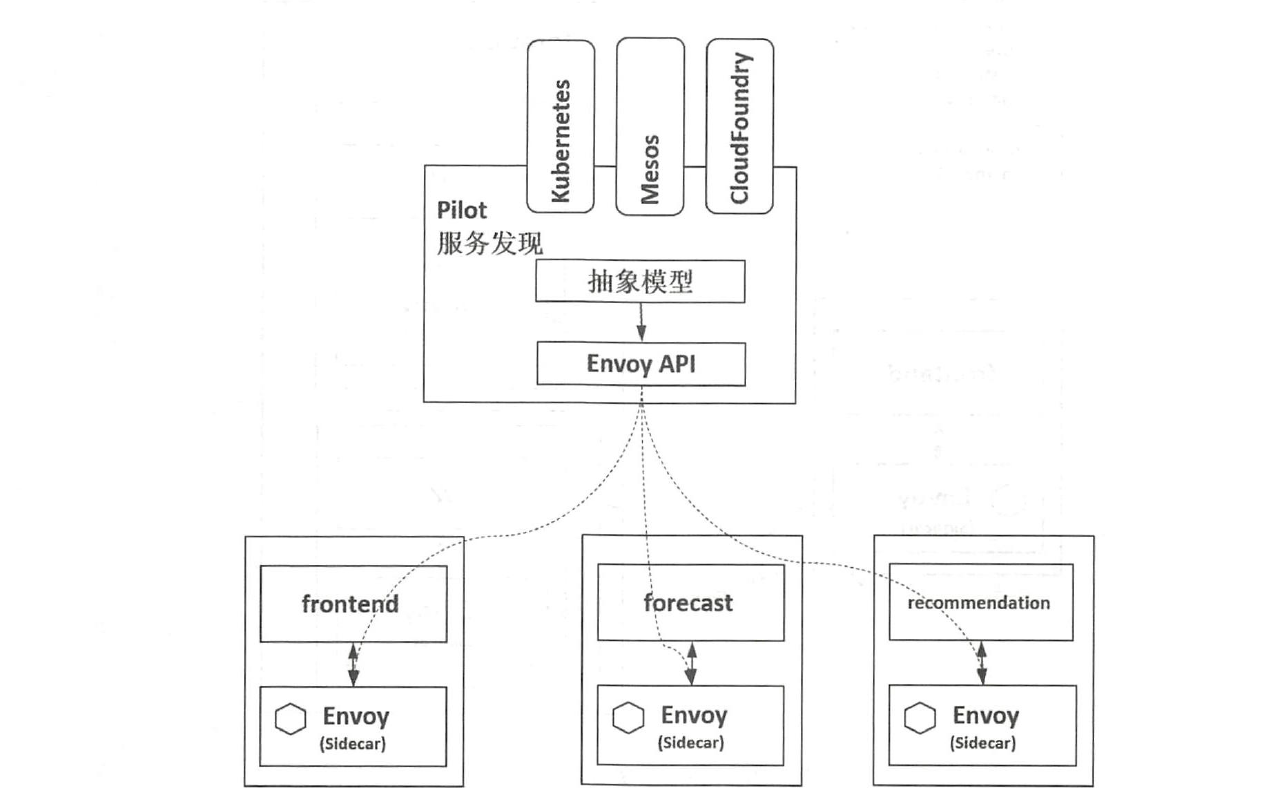 Kubernetes
Mesos
CloudFoundry
Pilot
服务发现
抽象模型
Envoy API
frontend
forecast
recommendation
Envoy
(Sidecar)
Envoy
(Sidecar)
Envoy
(Sidecar)